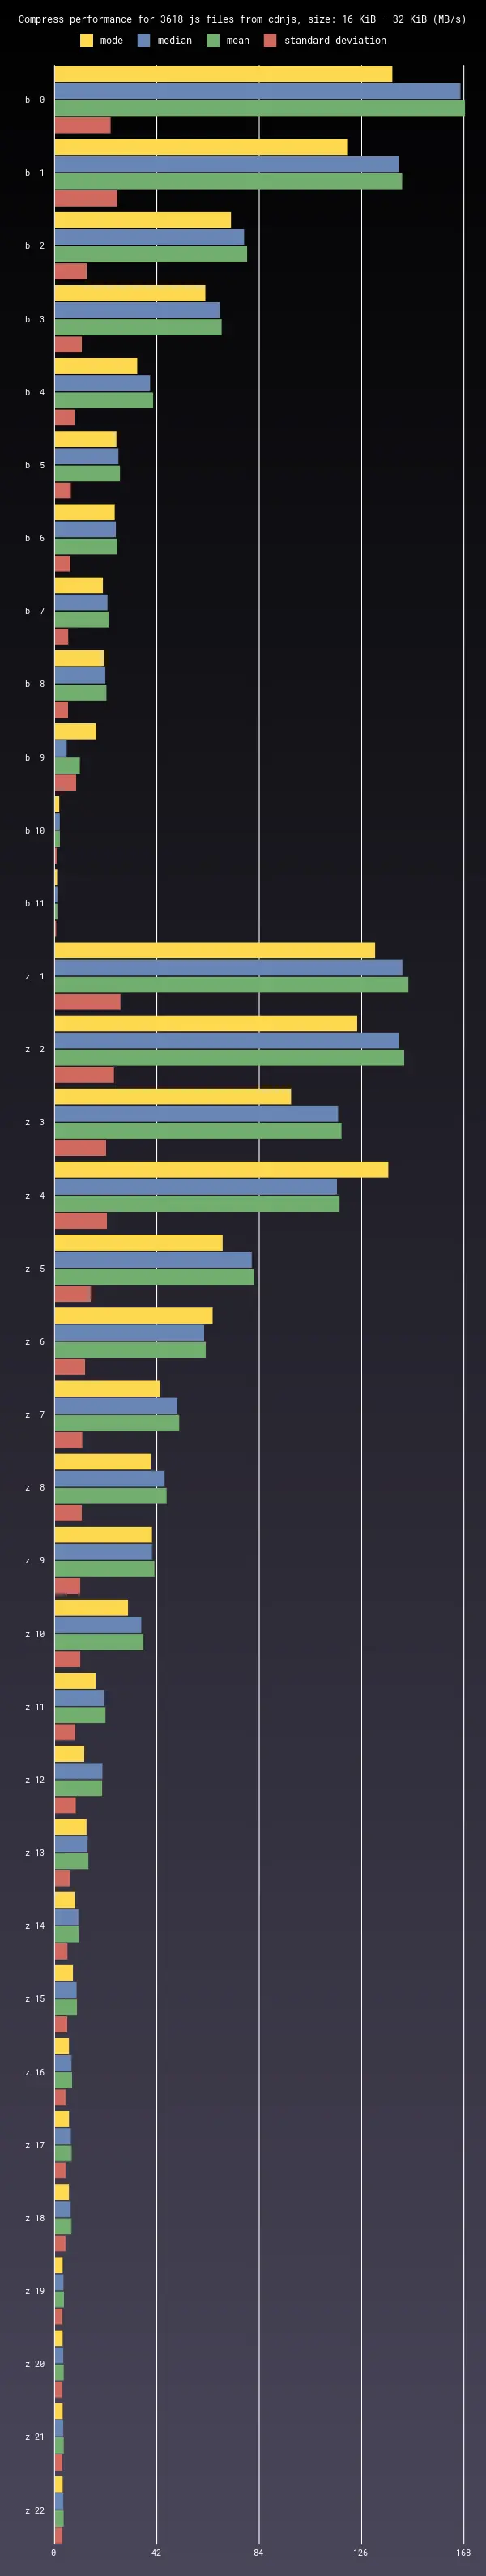 Compress performance for 3618 js files from cdnjs, size: 16 KiB - 32 KiB (MB/s)
mode median mean standard deviation
b 0
b 1
b 2
b 3
b 4
b 5
b 6
b 7
b 8
b 9
b 10
b 11
z 1
z 2
z 3
z 4
z 5
z 6
z 7
z 8
z 9
z 10
z 11
z 12
z 13
z 14
z 15
z 16
z 17
z 18
z 19
z 20
z 21
z 22
0 42 84 126 168